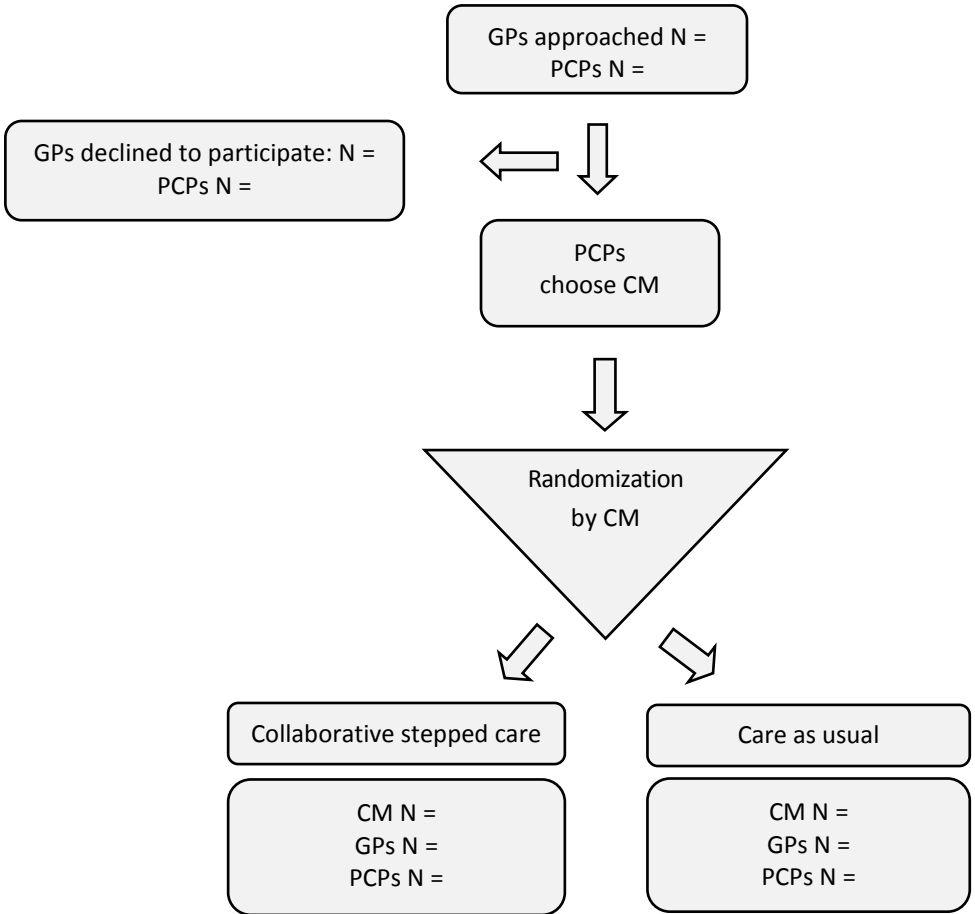 GPs approached N =
PCPs N =
GPs declined to participate: N =
PCPs N =
PCPs
choose CM
Randomization
by CM
Collaborative stepped care
Care as usual
CM N =
GPs N =
PCPs N =
CM N =
GPs N =
PCPs N =